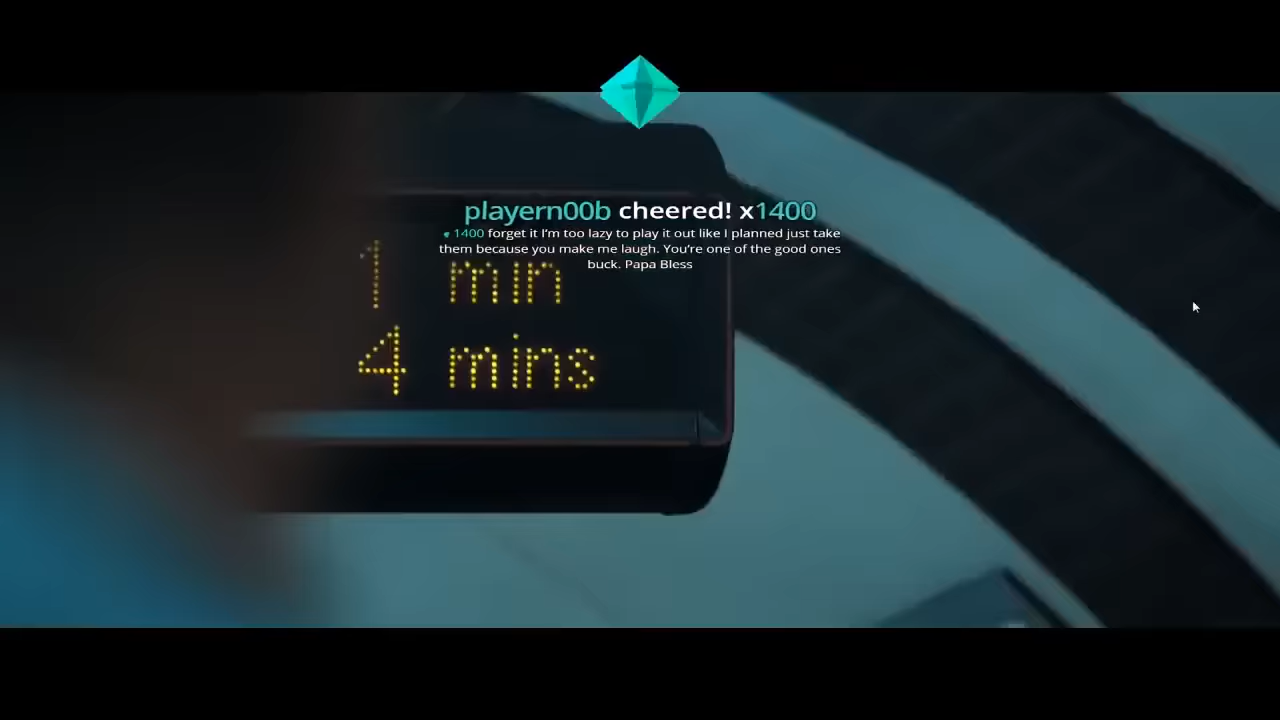 playern00b cheered! x1400
1400 forget it I'm too lazy to play it out like I planned just take
them because you make me laugh. You're one of the good ones
buck. Papa Bless
1 min
4 mins